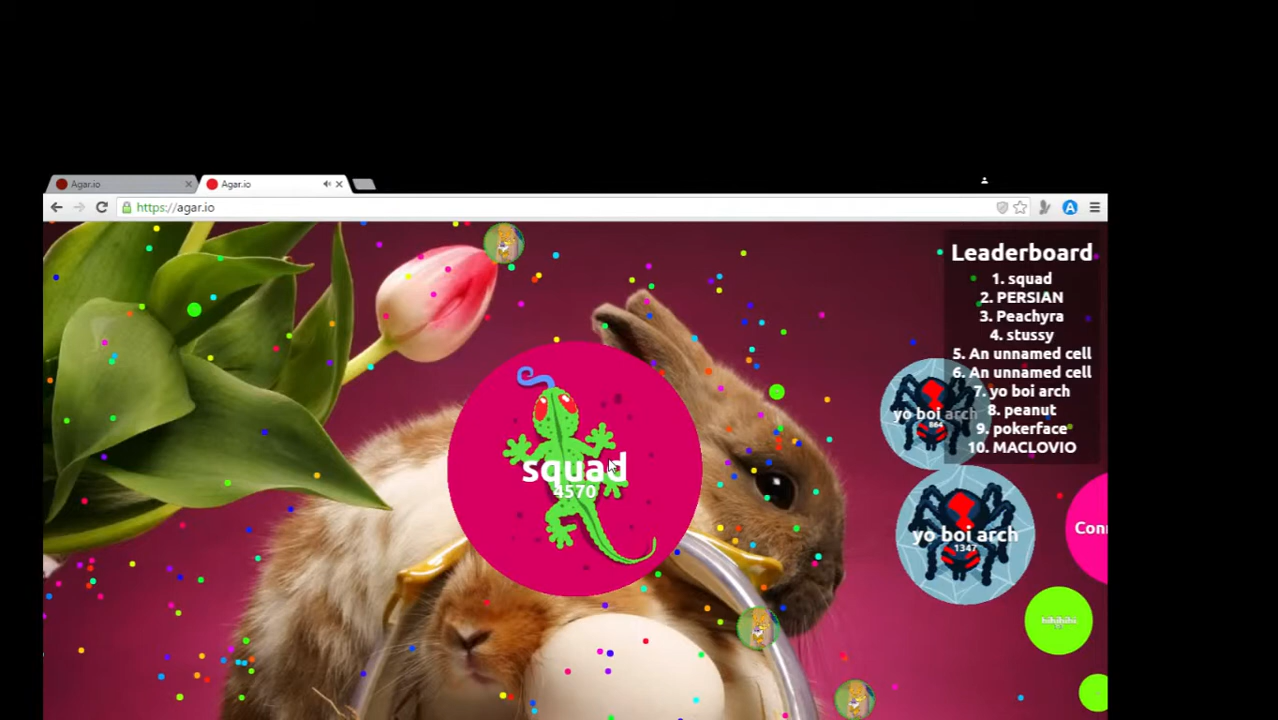 Agar.io
Agar.io
https://agar.io
Leaderboard
1. squad
2. PERSIAN
3. Peachyra
4. stussy
5. An unnamed cell
6. An unnamed cell
7. yo boi arch
8. peanut
9. pokerface
10. MACLOVIO
yo boi arch
864
squad
4570
yo boi arch
1347